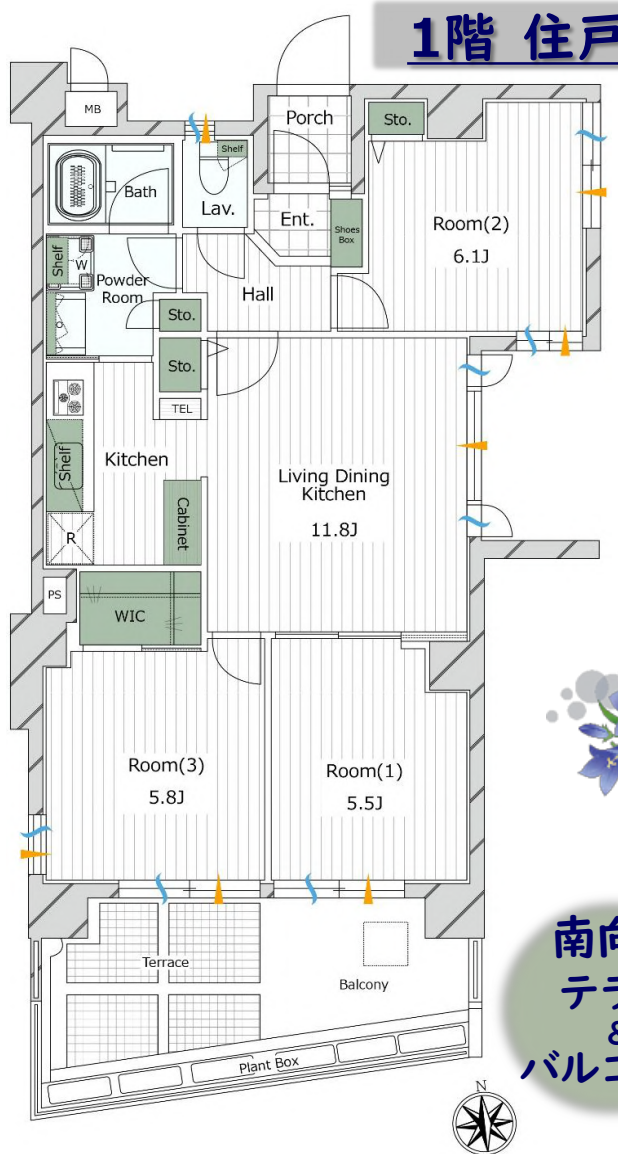 1階 住戸
MB
Porch
Sto.
Shelf
Bath
Lav.
Ent.
Shoes
Box
Room(2)
6.1J
Shelf
W
Powder
Room
Hall
Sto.
Sto.
TEL
Kitchen
Shelf
Living Dining
Kitchen
11.8J
Cabinet
R
PS
WIC
Room(3)
5.8J
Room(1)
5.5J
南向
テラ
&
バルコ
Terrace
Balcony
Plant Box
N